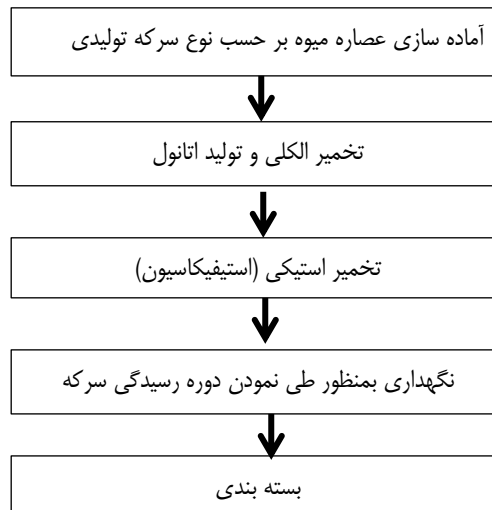 آماده سازی عصاره میوه بر حسب نوع سرکه تولیدی
تخمیر الکلی و تولید اتانول
تخمیر استیکی (استیفیکاسیون)
نگهداری بمنظور طی نمودن دوره رسیدگی سرکه
بسته بندی